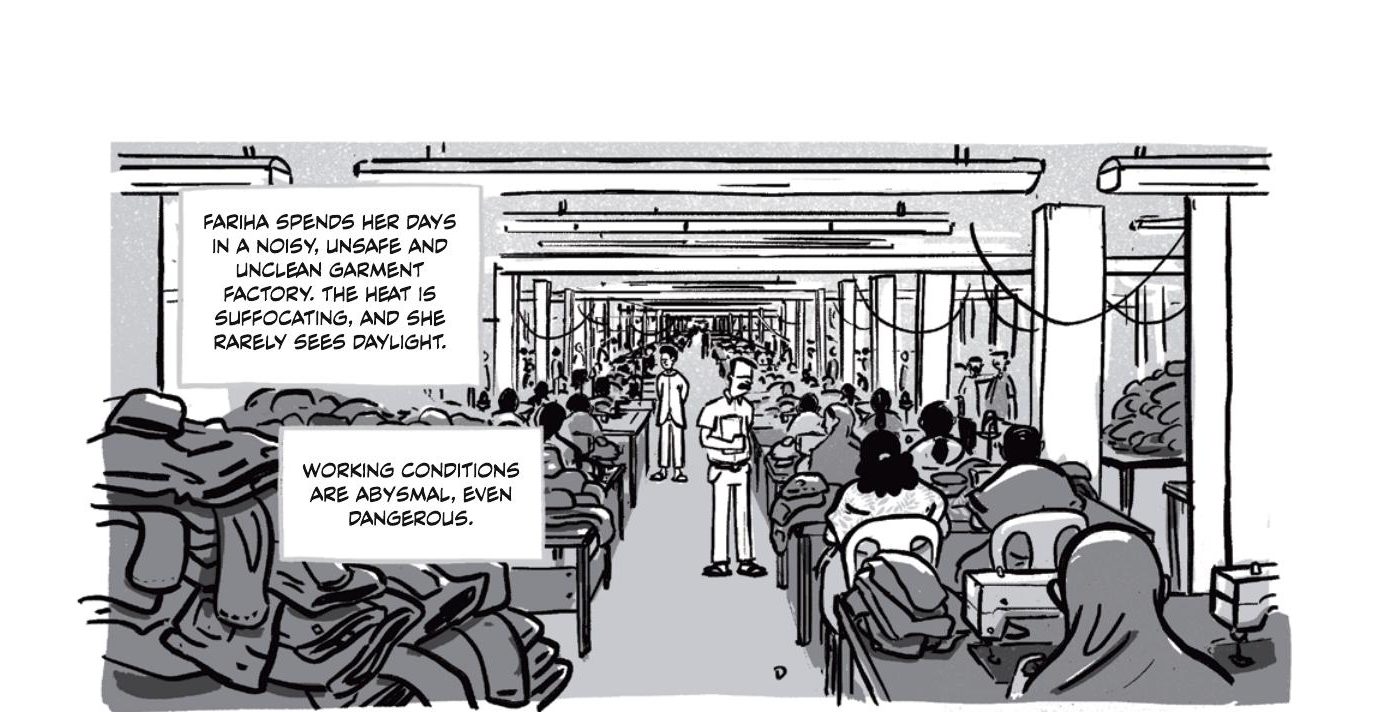 FARIHA SPENDS HER DAYS
IN A NOISY, UNSAFE AND
UNCLEAN GARMENT
FACTORY. THE HEAT IS
SUFFOCATING, AND SHE
RARELY SEES DAYLIGHT.
WORKING CONDITIONS
ARE ABYSMAL, EVEN
DANGEROUS.